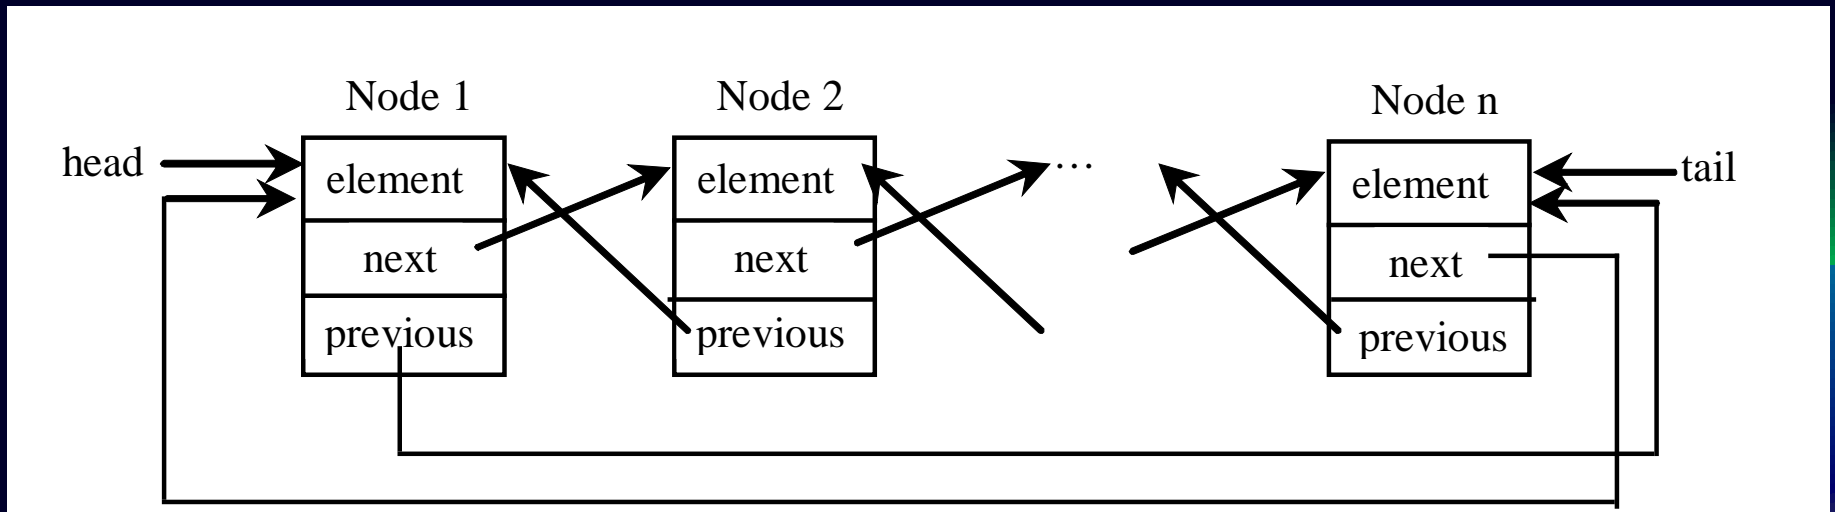 Node 1
Node 2
Node n
head
element
element
…
element
tail
next
next
next
previous
previous
previous